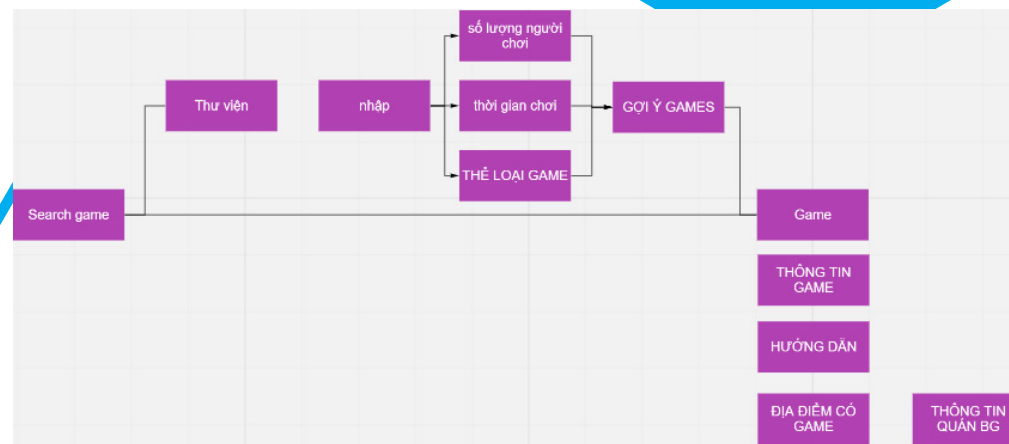 số lượng người
chơi
Thư viện
nhập
thời gian chơi
GỢI Ý GAMES
THỂ LOẠI GAME
Search game
Game
THÔNG TIN
GAME
HƯỚNG DẪN
ĐỊA ĐIỂM CÓ
GAME
THÔNG TIN
QUÁN BG